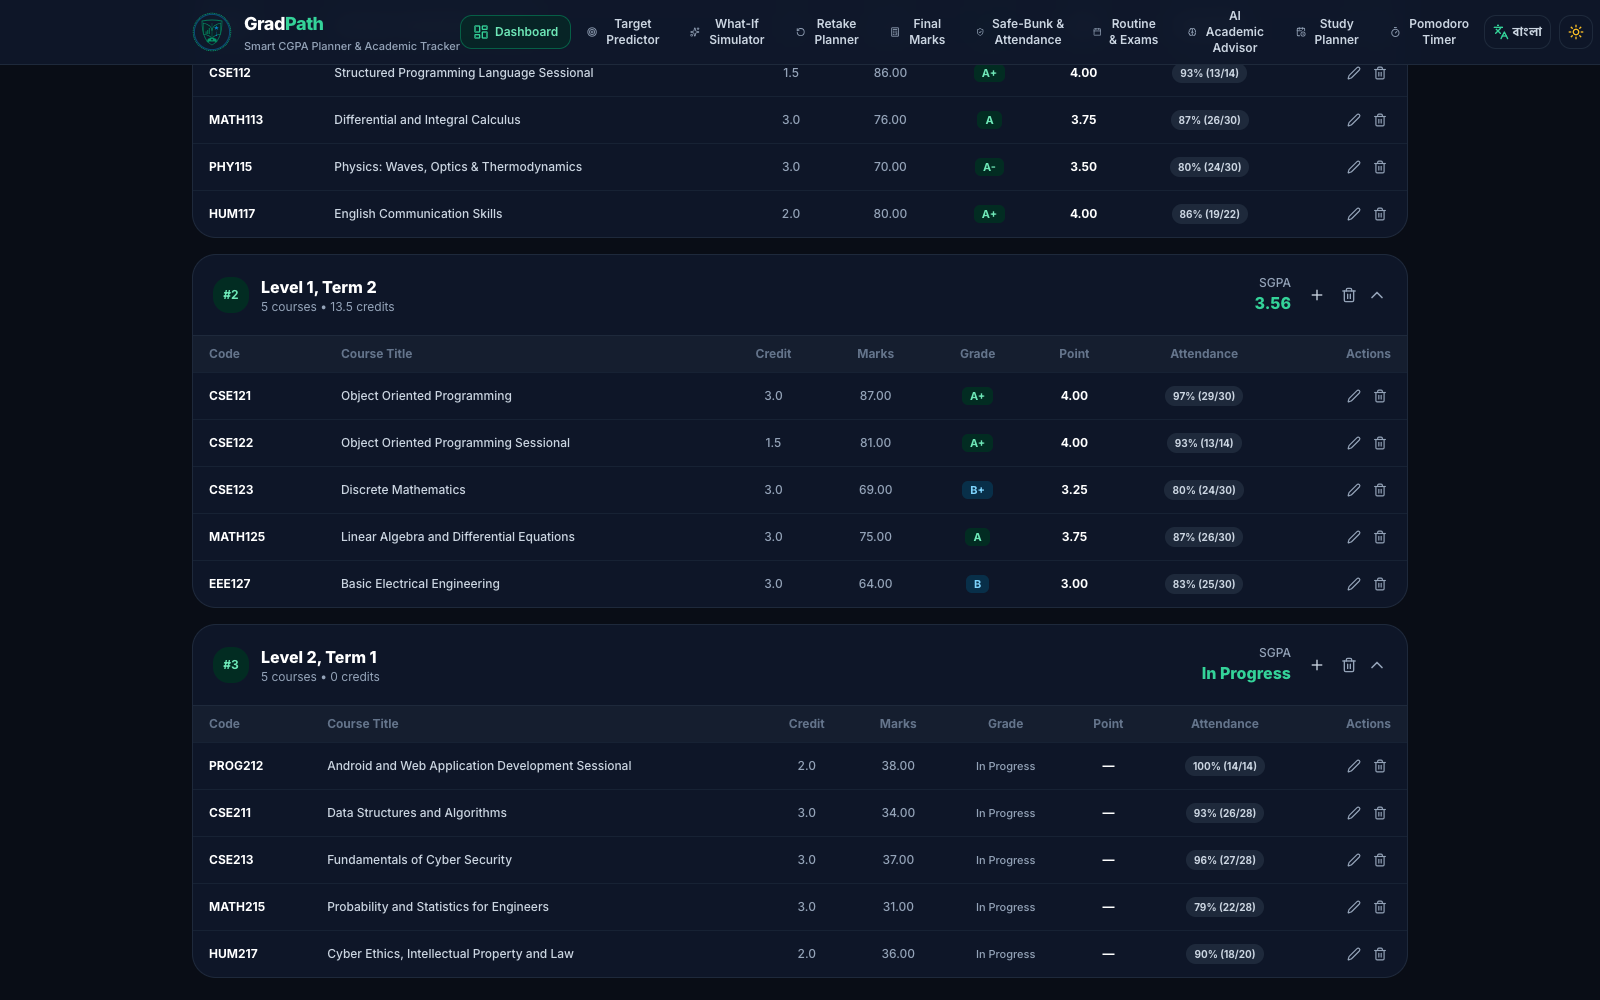 GradPath
Smart CGPA Planner & Academic Tracker
Dashboard
Target Predictor
What-If Simulator
Retake Planner
Final Marks
Safe-Bunk & Attendance
Routine & Exams
AI Academic Advisor
Study Planner
Pomodoro Timer
বাংলা
CSE112 Structured Programming Language Sessional 1.5 86.00 A+ 4.00 93% (13/14)
MATH113 Differential and Integral Calculus 3.0 76.00 A 3.75 87% (26/30)
PHY115 Physics: Waves, Optics & Thermodynamics 3.0 70.00 A- 3.50 80% (24/30)
HUM117 English Communication Skills 2.0 80.00 A+ 4.00 86% (19/22)
#2 Level 1, Term 2
5 courses • 13.5 credits
SGPA
3.56
Code Course Title Credit Marks Grade Point Attendance Actions
CSE121 Object Oriented Programming 3.0 87.00 A+ 4.00 97% (29/30)
CSE122 Object Oriented Programming Sessional 1.5 81.00 A+ 4.00 93% (13/14)
CSE123 Discrete Mathematics 3.0 69.00 B+ 3.25 80% (24/30)
MATH125 Linear Algebra and Differential Equations 3.0 75.00 A 3.75 87% (26/30)
EEE127 Basic Electrical Engineering 3.0 64.00 B 3.00 83% (25/30)
#3 Level 2, Term 1
5 courses • 0 credits
SGPA
In Progress
Code Course Title Credit Marks Grade Point Attendance Actions
PROG212 Android and Web Application Development Sessional 2.0 38.00 In Progress — 100% (14/14)
CSE211 Data Structures and Algorithms 3.0 34.00 In Progress — 93% (26/28)
CSE213 Fundamentals of Cyber Security 3.0 37.00 In Progress — 96% (27/28)
MATH215 Probability and Statistics for Engineers 3.0 31.00 In Progress — 79% (22/28)
HUM217 Cyber Ethics, Intellectual Property and Law 2.0 36.00 In Progress — 90% (18/20)